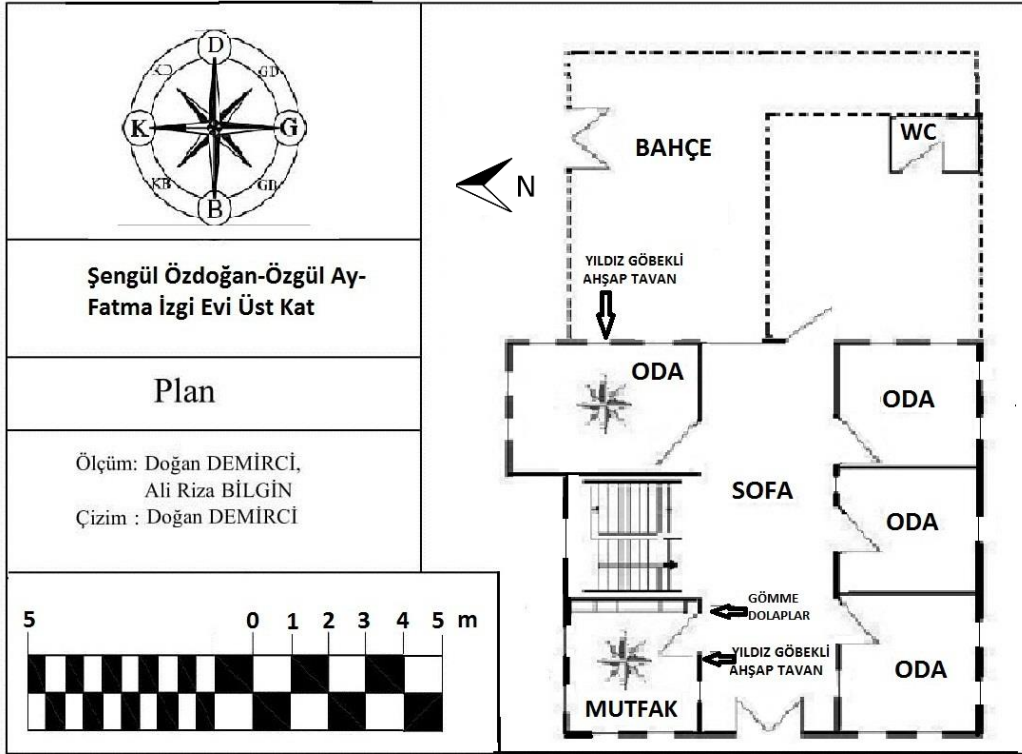 D
KD
GD
K
G
KB
GB
B
N
Şengül Özdoğan-Özgül Ay-
Fatma İzgi Evi Üst Kat
Plan
Ölçüm: Doğan DEMİRCİ,
Ali Riza BİLGİN
Çizim : Doğan DEMİRCİ
5 0 1 2 3 4 5 m
BAHÇE
WC
YILDIZ GÖBEKLİ
AHŞAP TAVAN
ODA
ODA
SOFA
ODA
GÖMME
DOLAPLAR
YILDIZ GÖBEKLİ
AHŞAP TAVAN
ODA
MUTFAK